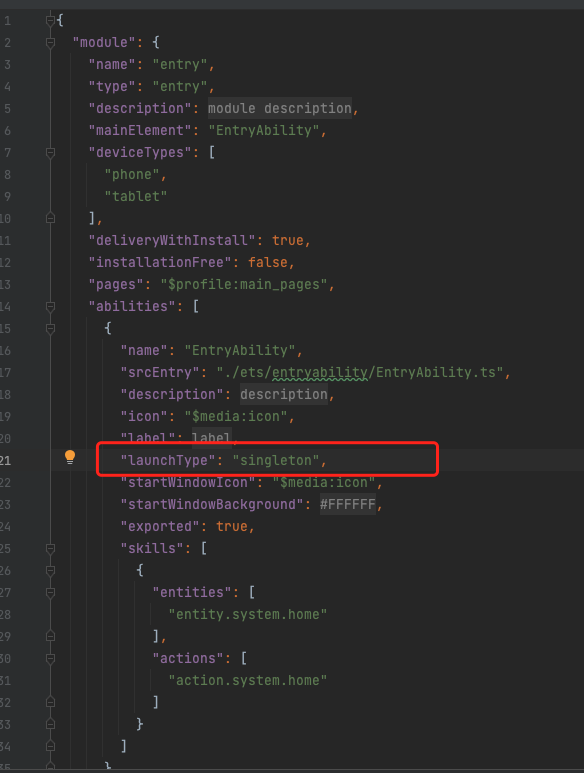 1 {
2 "module": {
3 "name": "entry",
4 "type": "entry",
5 "description": module description,
6 "mainElement": "EntryAbility",
7 "deviceTypes": [
8 "phone",
9 "tablet"
10 ],
11 "deliveryWithInstall": true,
12 "installationFree": false,
13 "pages": "$profile:main_pages",
14 "abilities": [
15 {
16 "name": "EntryAbility",
17 "srcEntry": "./ets/entryability/EntryAbility.ts",
18 "description": description,
19 "icon": "$media:icon",
20 "label": label,
21 "launchType": "singleton",
22 "startWindowIcon": "$media:icon",
23 "startWindowBackground": #FFFFFF,
24 "exported": true,
25 "skills": [
26 {
27 "entities": [
28 "entity.system.home"
29 ],
30 "actions": [
31 "action.system.home"
32 ]
33 }
34 ]
35 }